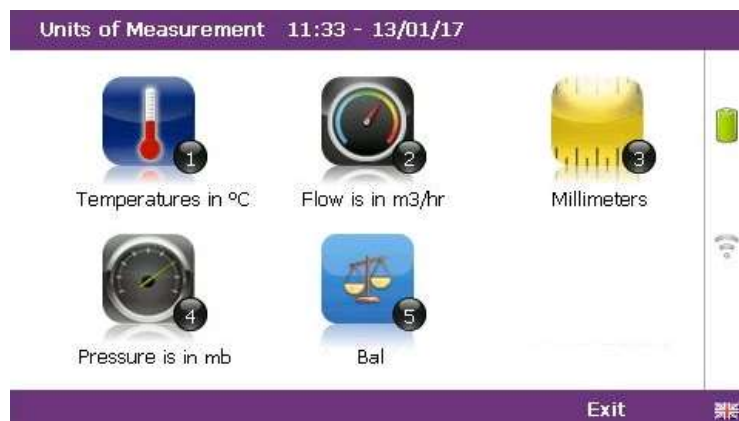 Units of Measurement 11:33 - 13/01/17
1 2 3
Temperatures in ºC Flow is in m3/hr Millimeters
4 5
Pressure is in mb Bal
Exit